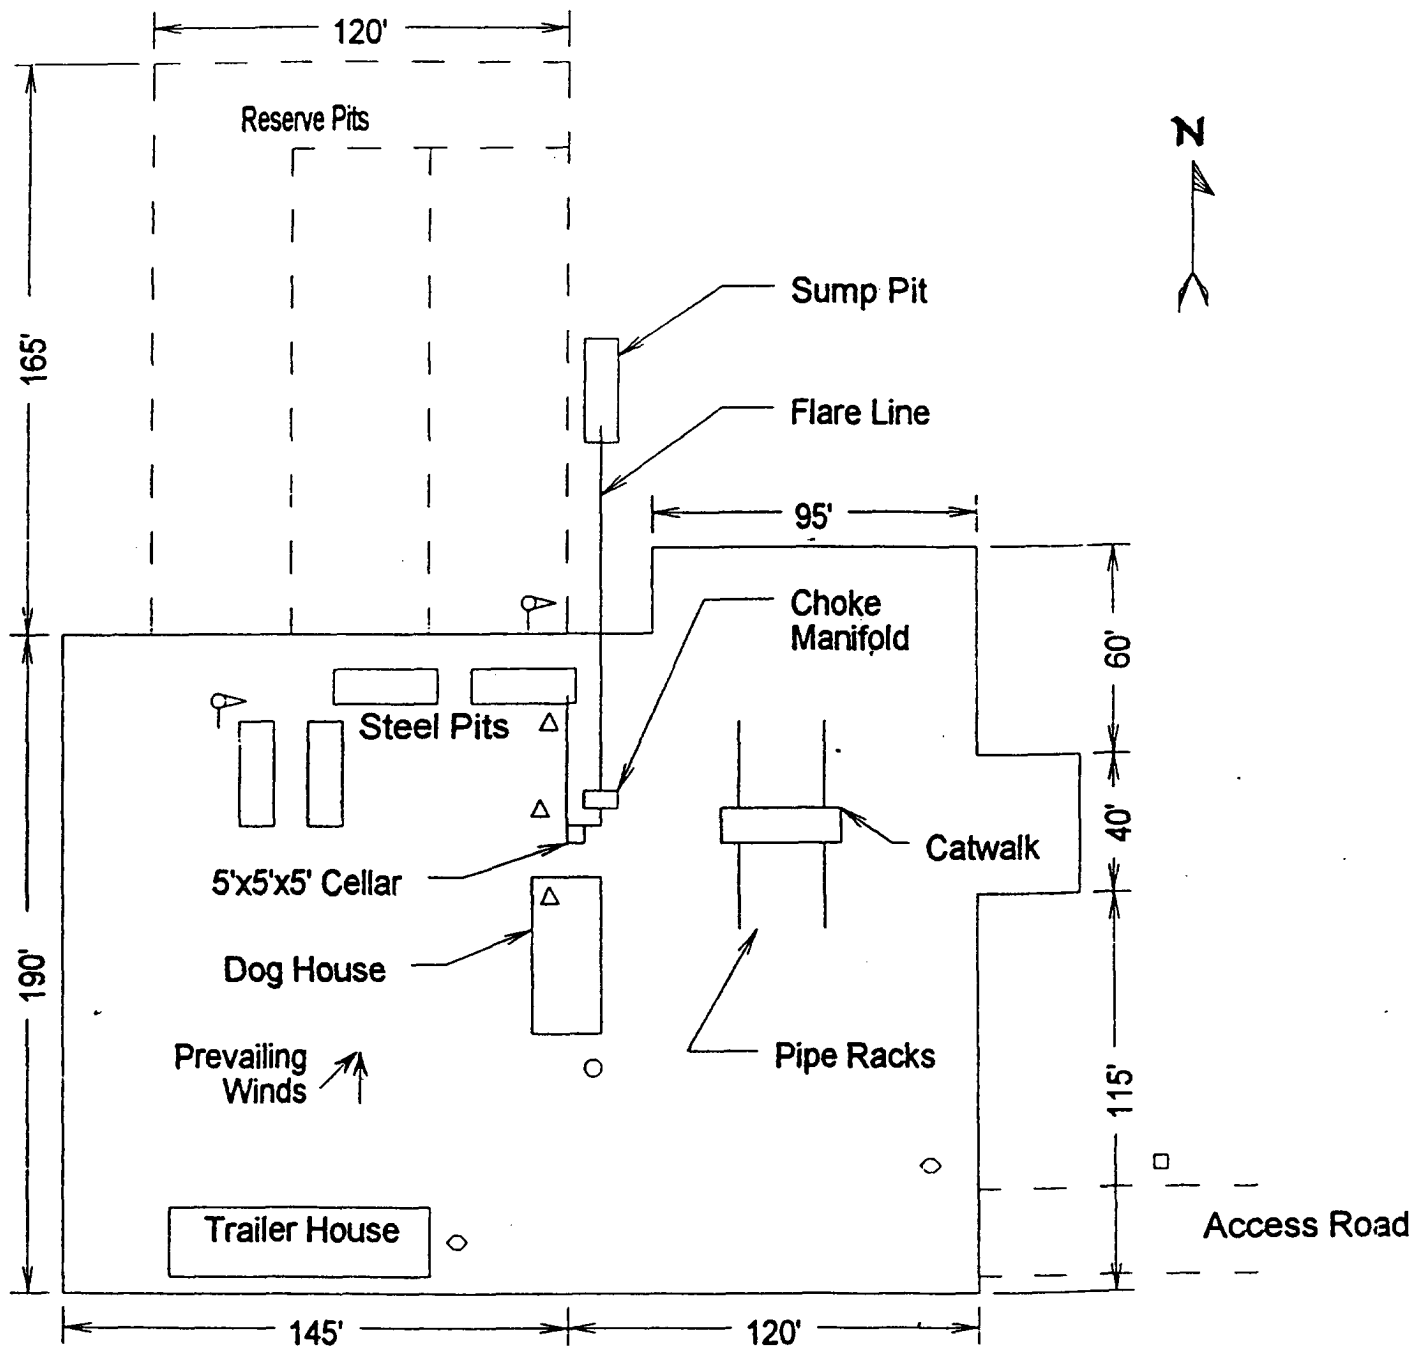 120'
Reserve Pits
N
Sump Pit
165'
Flare Line
95'
Choke
Manifold
60'
Steel Pits
40'
Catwalk
5'x5'x5' Cellar
190'
Dog House
Prevailing
Winds
Pipe Racks
115'
Trailer House
Access Road
145'
120'